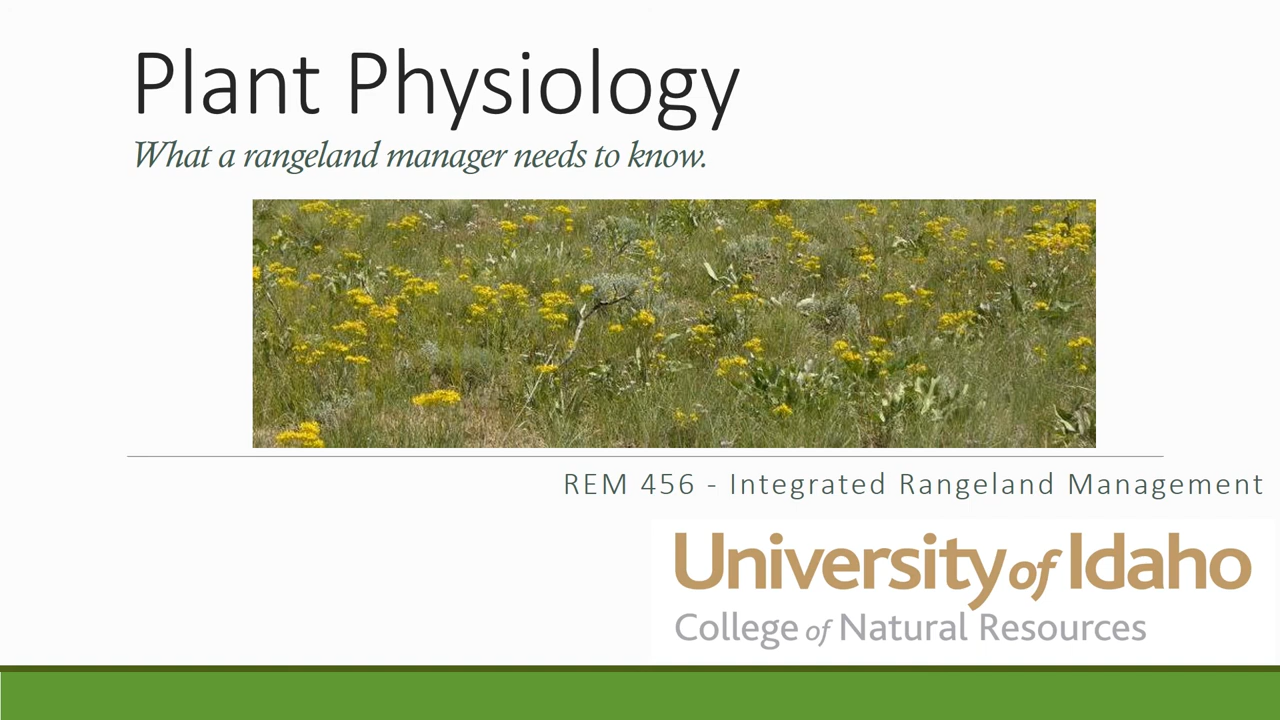 Plant Physiology
What a rangeland manager needs to know.
REM 456 - Integrated Rangeland Management
University of Idaho
College of Natural Resources